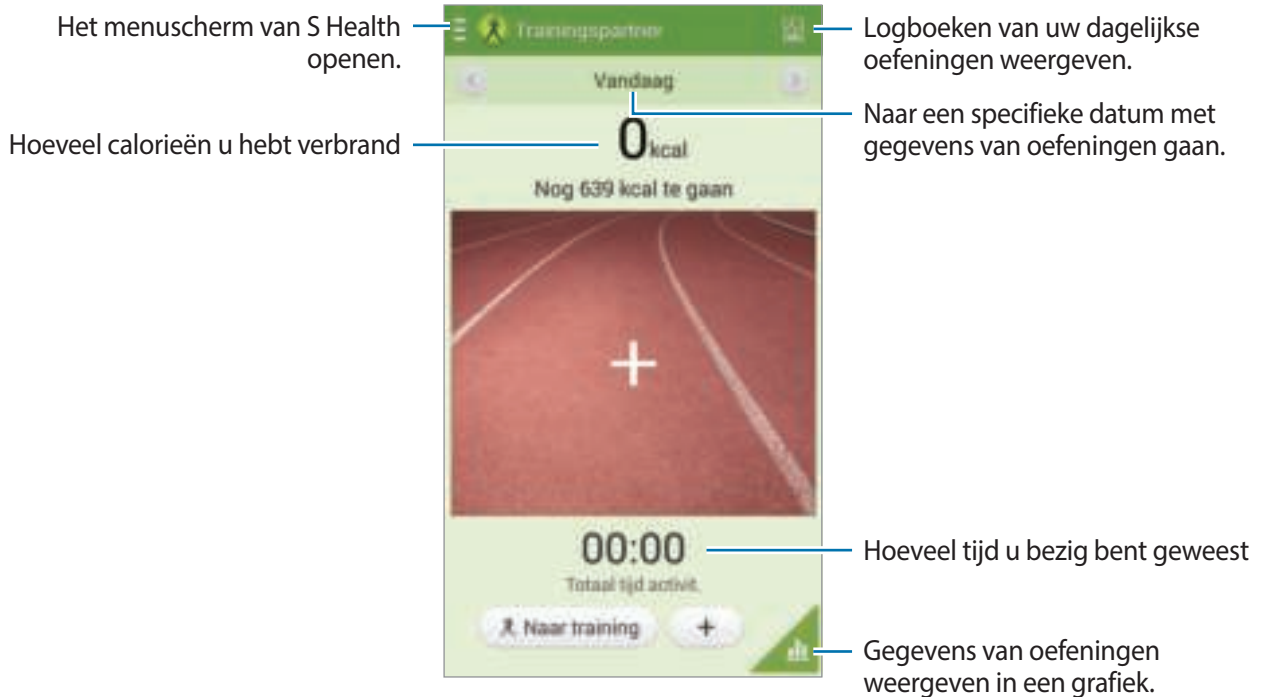 Het menuscherm van S Health
openen.
Hoeveel calorieën u hebt verbrand
Trainingspartner
Vandaag
0 kcal
Nog 639 kcal te gaan
00:00
Totaal tijd activit.
Naar training
+
Logboeken van uw dagelijkse
oefeningen weergeven.
Naar een specifieke datum met
gegevens van oefeningen gaan.
Hoeveel tijd u bezig bent geweest
Gegevens van oefeningen
weergeven in een grafiek.